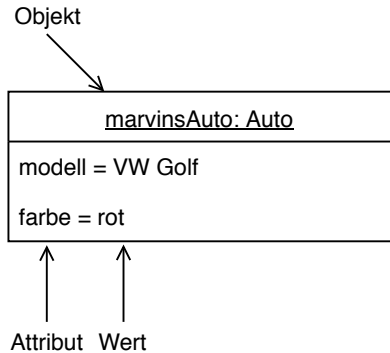 Objekt
marvinsAuto: Auto
modell = VW Golf
farbe = rot
Attribut Wert